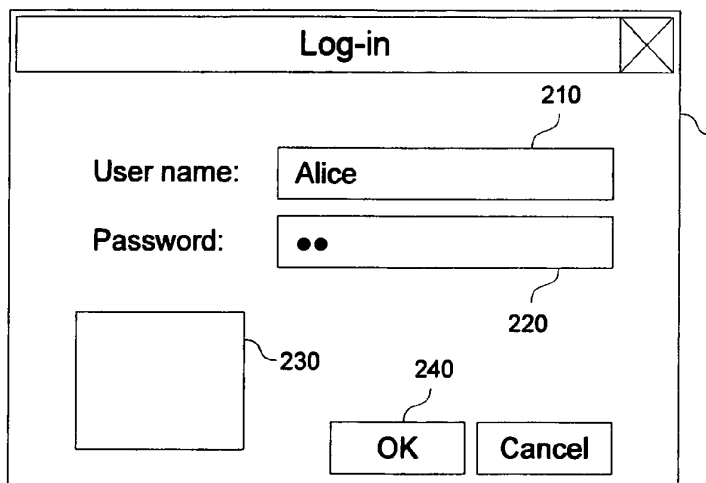 Log-in
210
User name: Alice
Password: ●●
220
230
240
OK Cancel